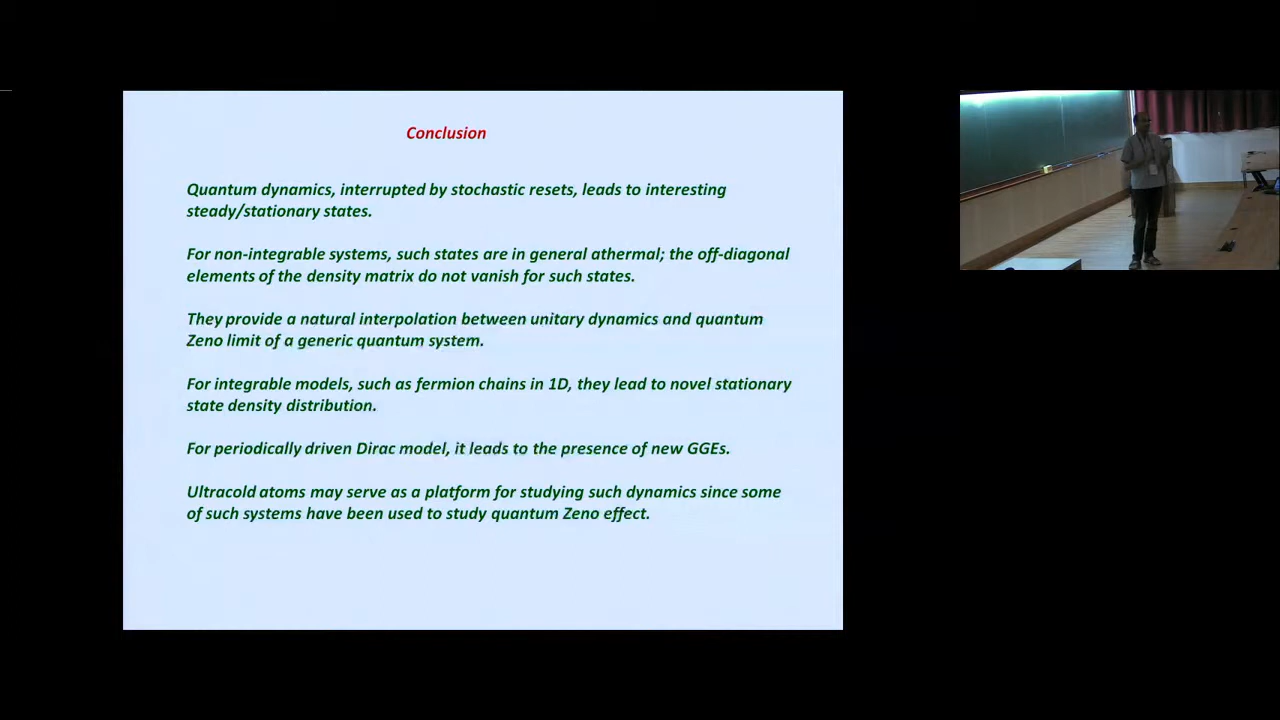 Conclusion
Quantum dynamics, interrupted by stochastic resets, leads to interesting
steady/stationary states.
For non-integrable systems, such states are in general athermal; the off-diagonal
elements of the density matrix do not vanish for such states.
They provide a natural interpolation between unitary dynamics and quantum
Zeno limit of a generic quantum system.
For integrable models, such as fermion chains in 1D, they lead to novel stationary
state density distribution.
For periodically driven Dirac model, it leads to the presence of new GGEs.
Ultracold atoms may serve as a platform for studying such dynamics since some
of such systems have been used to study quantum Zeno effect.